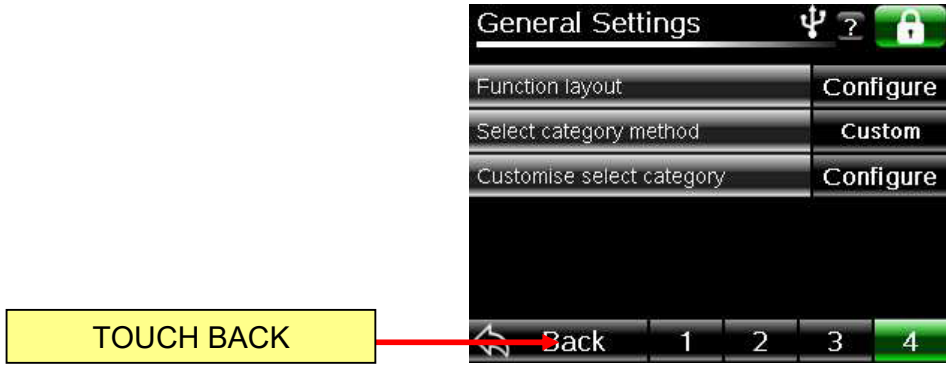 General Settings ?
Function layout Configure
Select category method Custom
Customise select category Configure
TOUCH BACK
Back 1 2 3 4